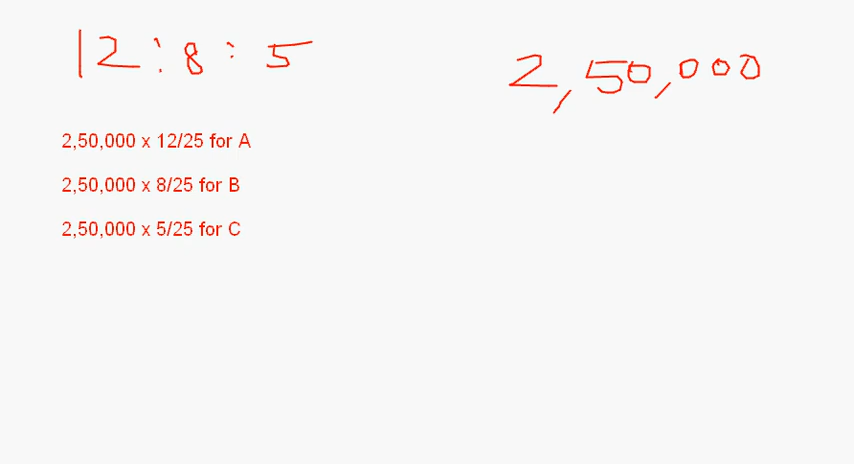 12:8:5
2,50,000
2,50,000 x 12/25 for A
2,50,000 x 8/25 for B
2,50,000 x 5/25 for C